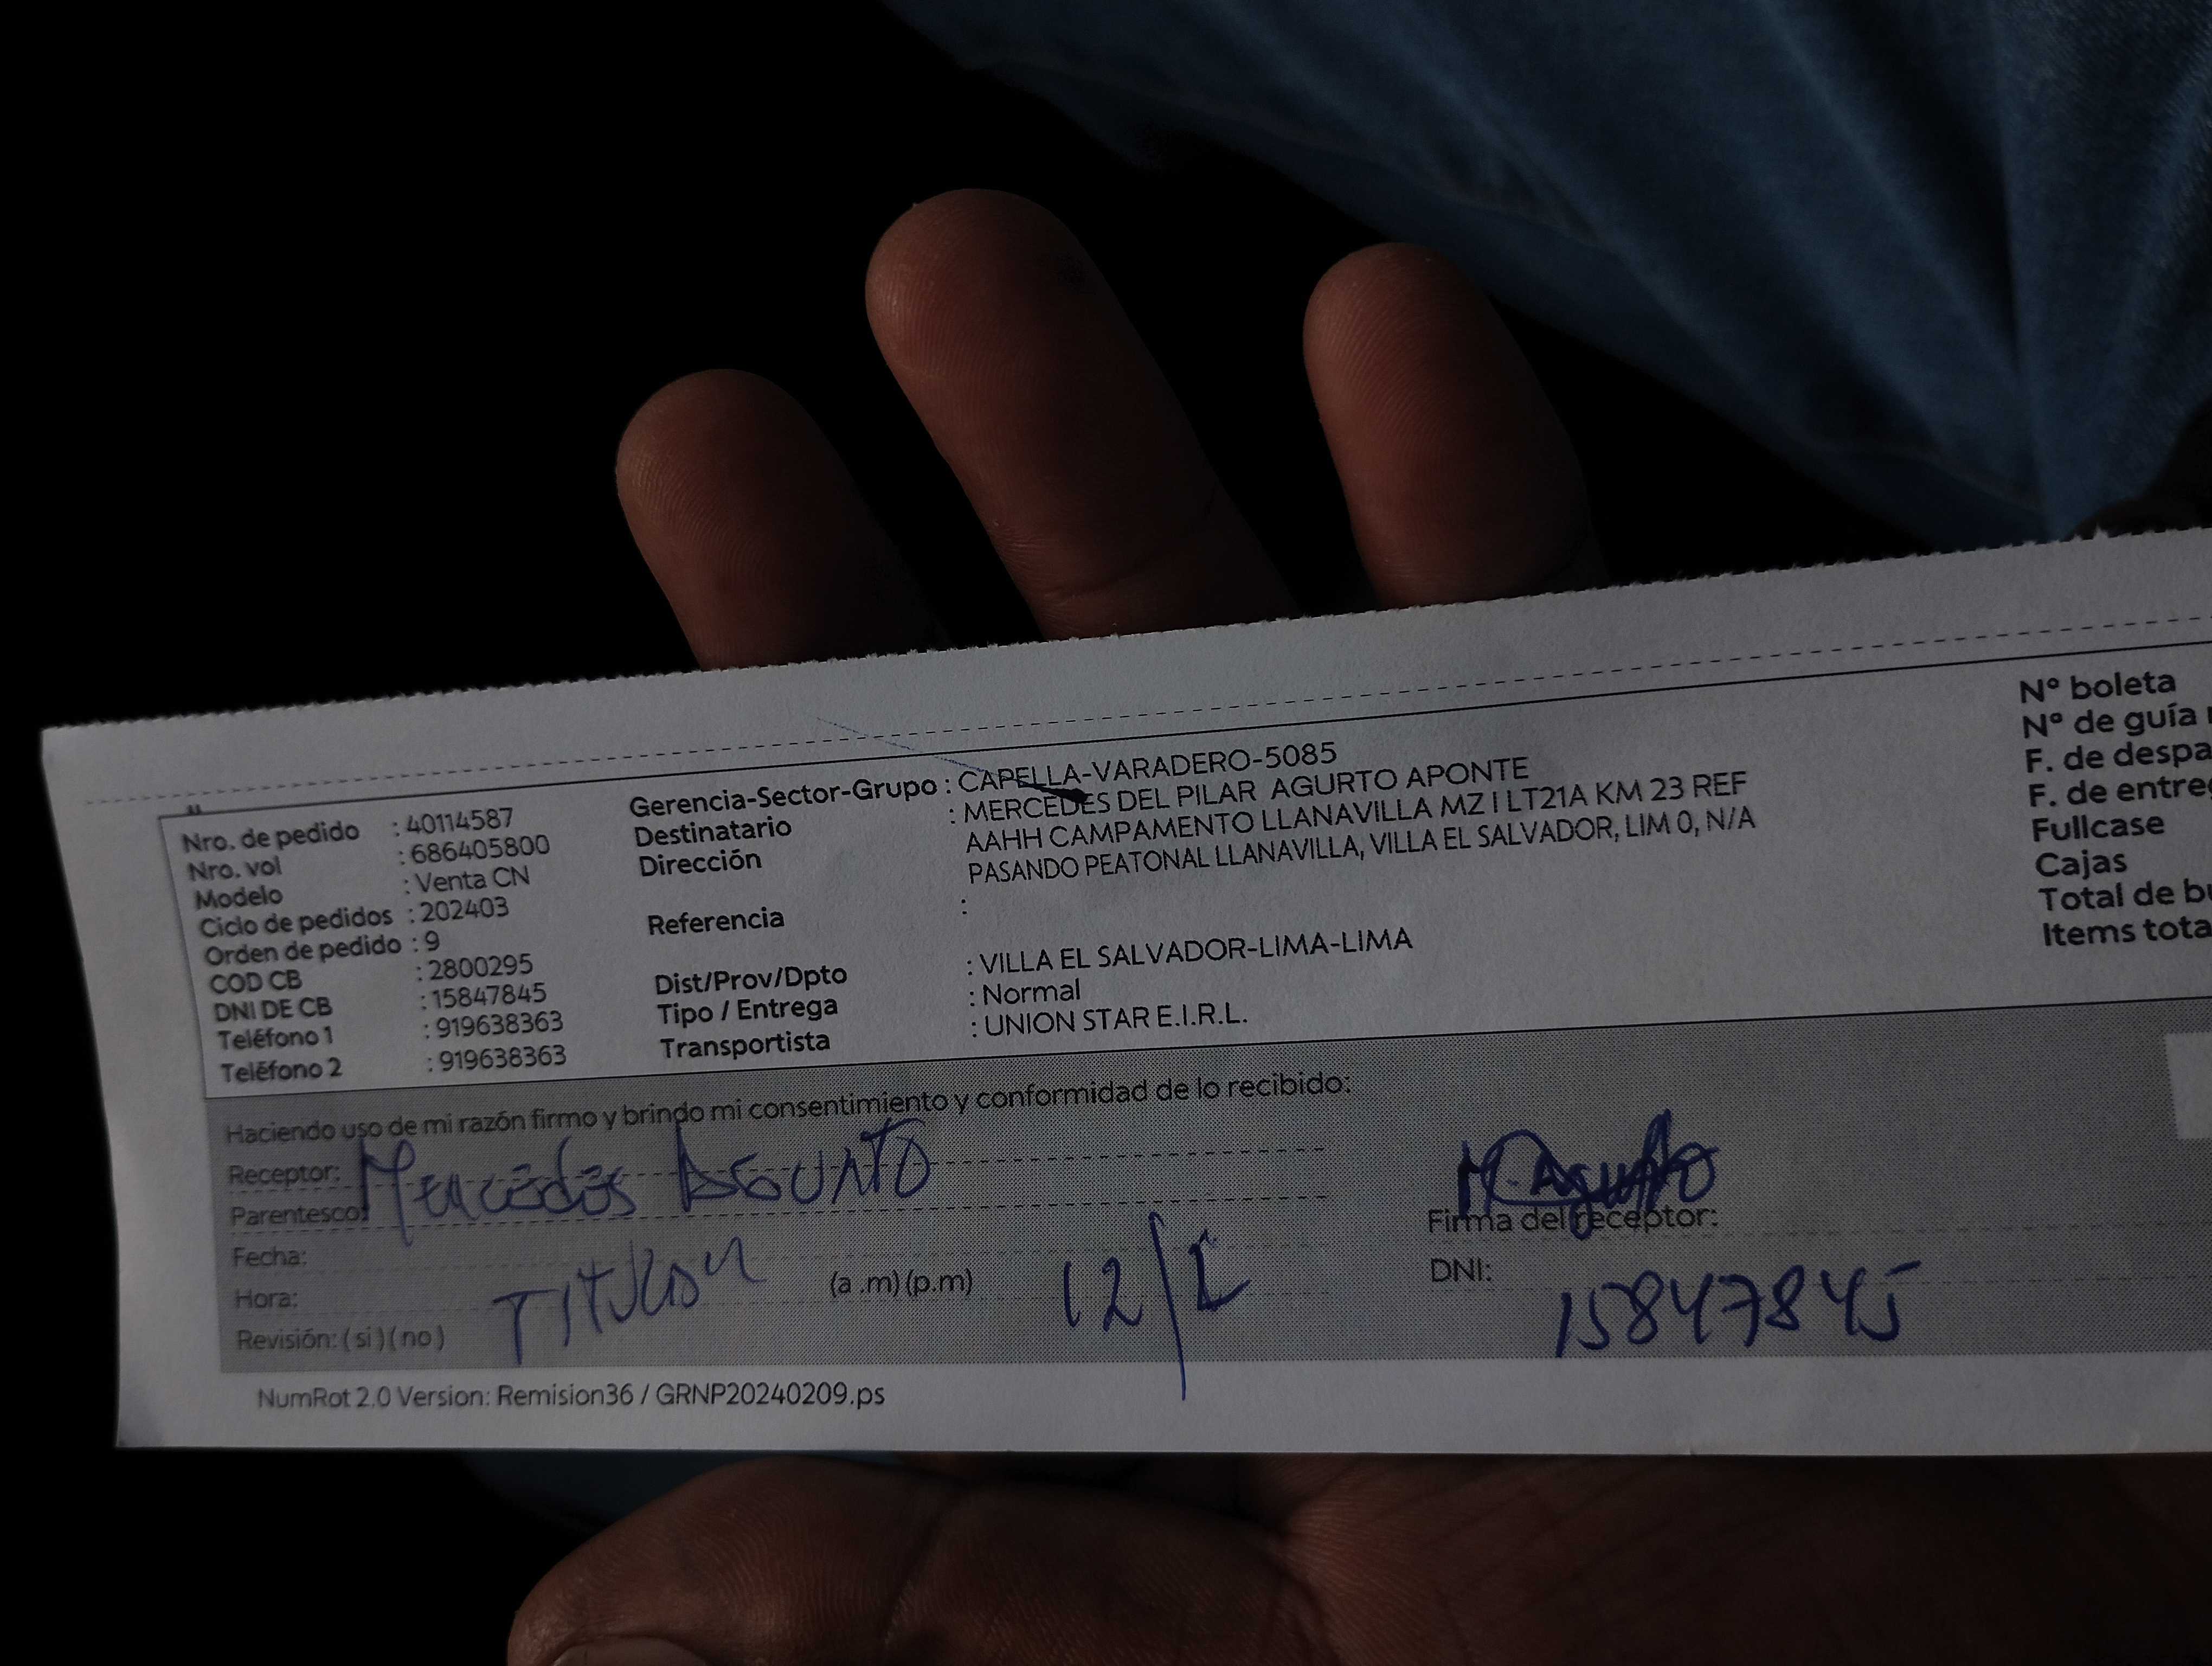 Nro. de pedido : 40114587
Nro. vol : 686405800
Modelo : Venta CN
Ciclo de pedidos : 202403
Orden de pedido : 9
COD CB : 2800295
DNI DE CB : 15847845
Teléfono 1 : 919638363
Teléfono 2 : 919638363
Gerencia-Sector-Grupo : CAPELLA-VARADERO-5085
Destinatario : MERCEDES DEL PILAR AGURTO APONTE
Dirección AAHH CAMPAMENTO LLANAVILLA MZ I LT21A KM 23 REF
PASANDO PEATONAL LLANAVILLA, VILLA EL SALVADOR, LIM 0, N/A
Referencia :
Dist/Prov/Dpto : VILLA EL SALVADOR-LIMA-LIMA
Tipo / Entrega : Normal
Transportista : UNION STAR E.I.R.L.
N° boleta
N° de guía
F. de despa
F. de entre
Fullcase
Cajas
Total de bu
Items tota
Haciendo uso de mi razón firmo y brindo mi consentimiento y conformidad de lo recibido:
Receptor: Mercedes AGURTO
Parentesco:
Fecha:
Hora: TITULAR (a .m) (p.m) 12/2
Revisión: ( si ) ( no )
M. Agurto
Firma del receptor:
DNI: 15847845
NumRot 2.0 Version: Remision36 / GRNP20240209.ps